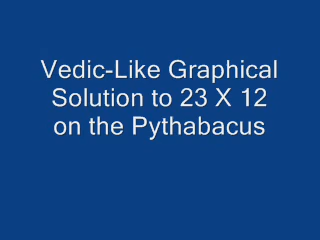 Vedic-Like Graphical
Solution to 23 X 12
on the Pythabacus